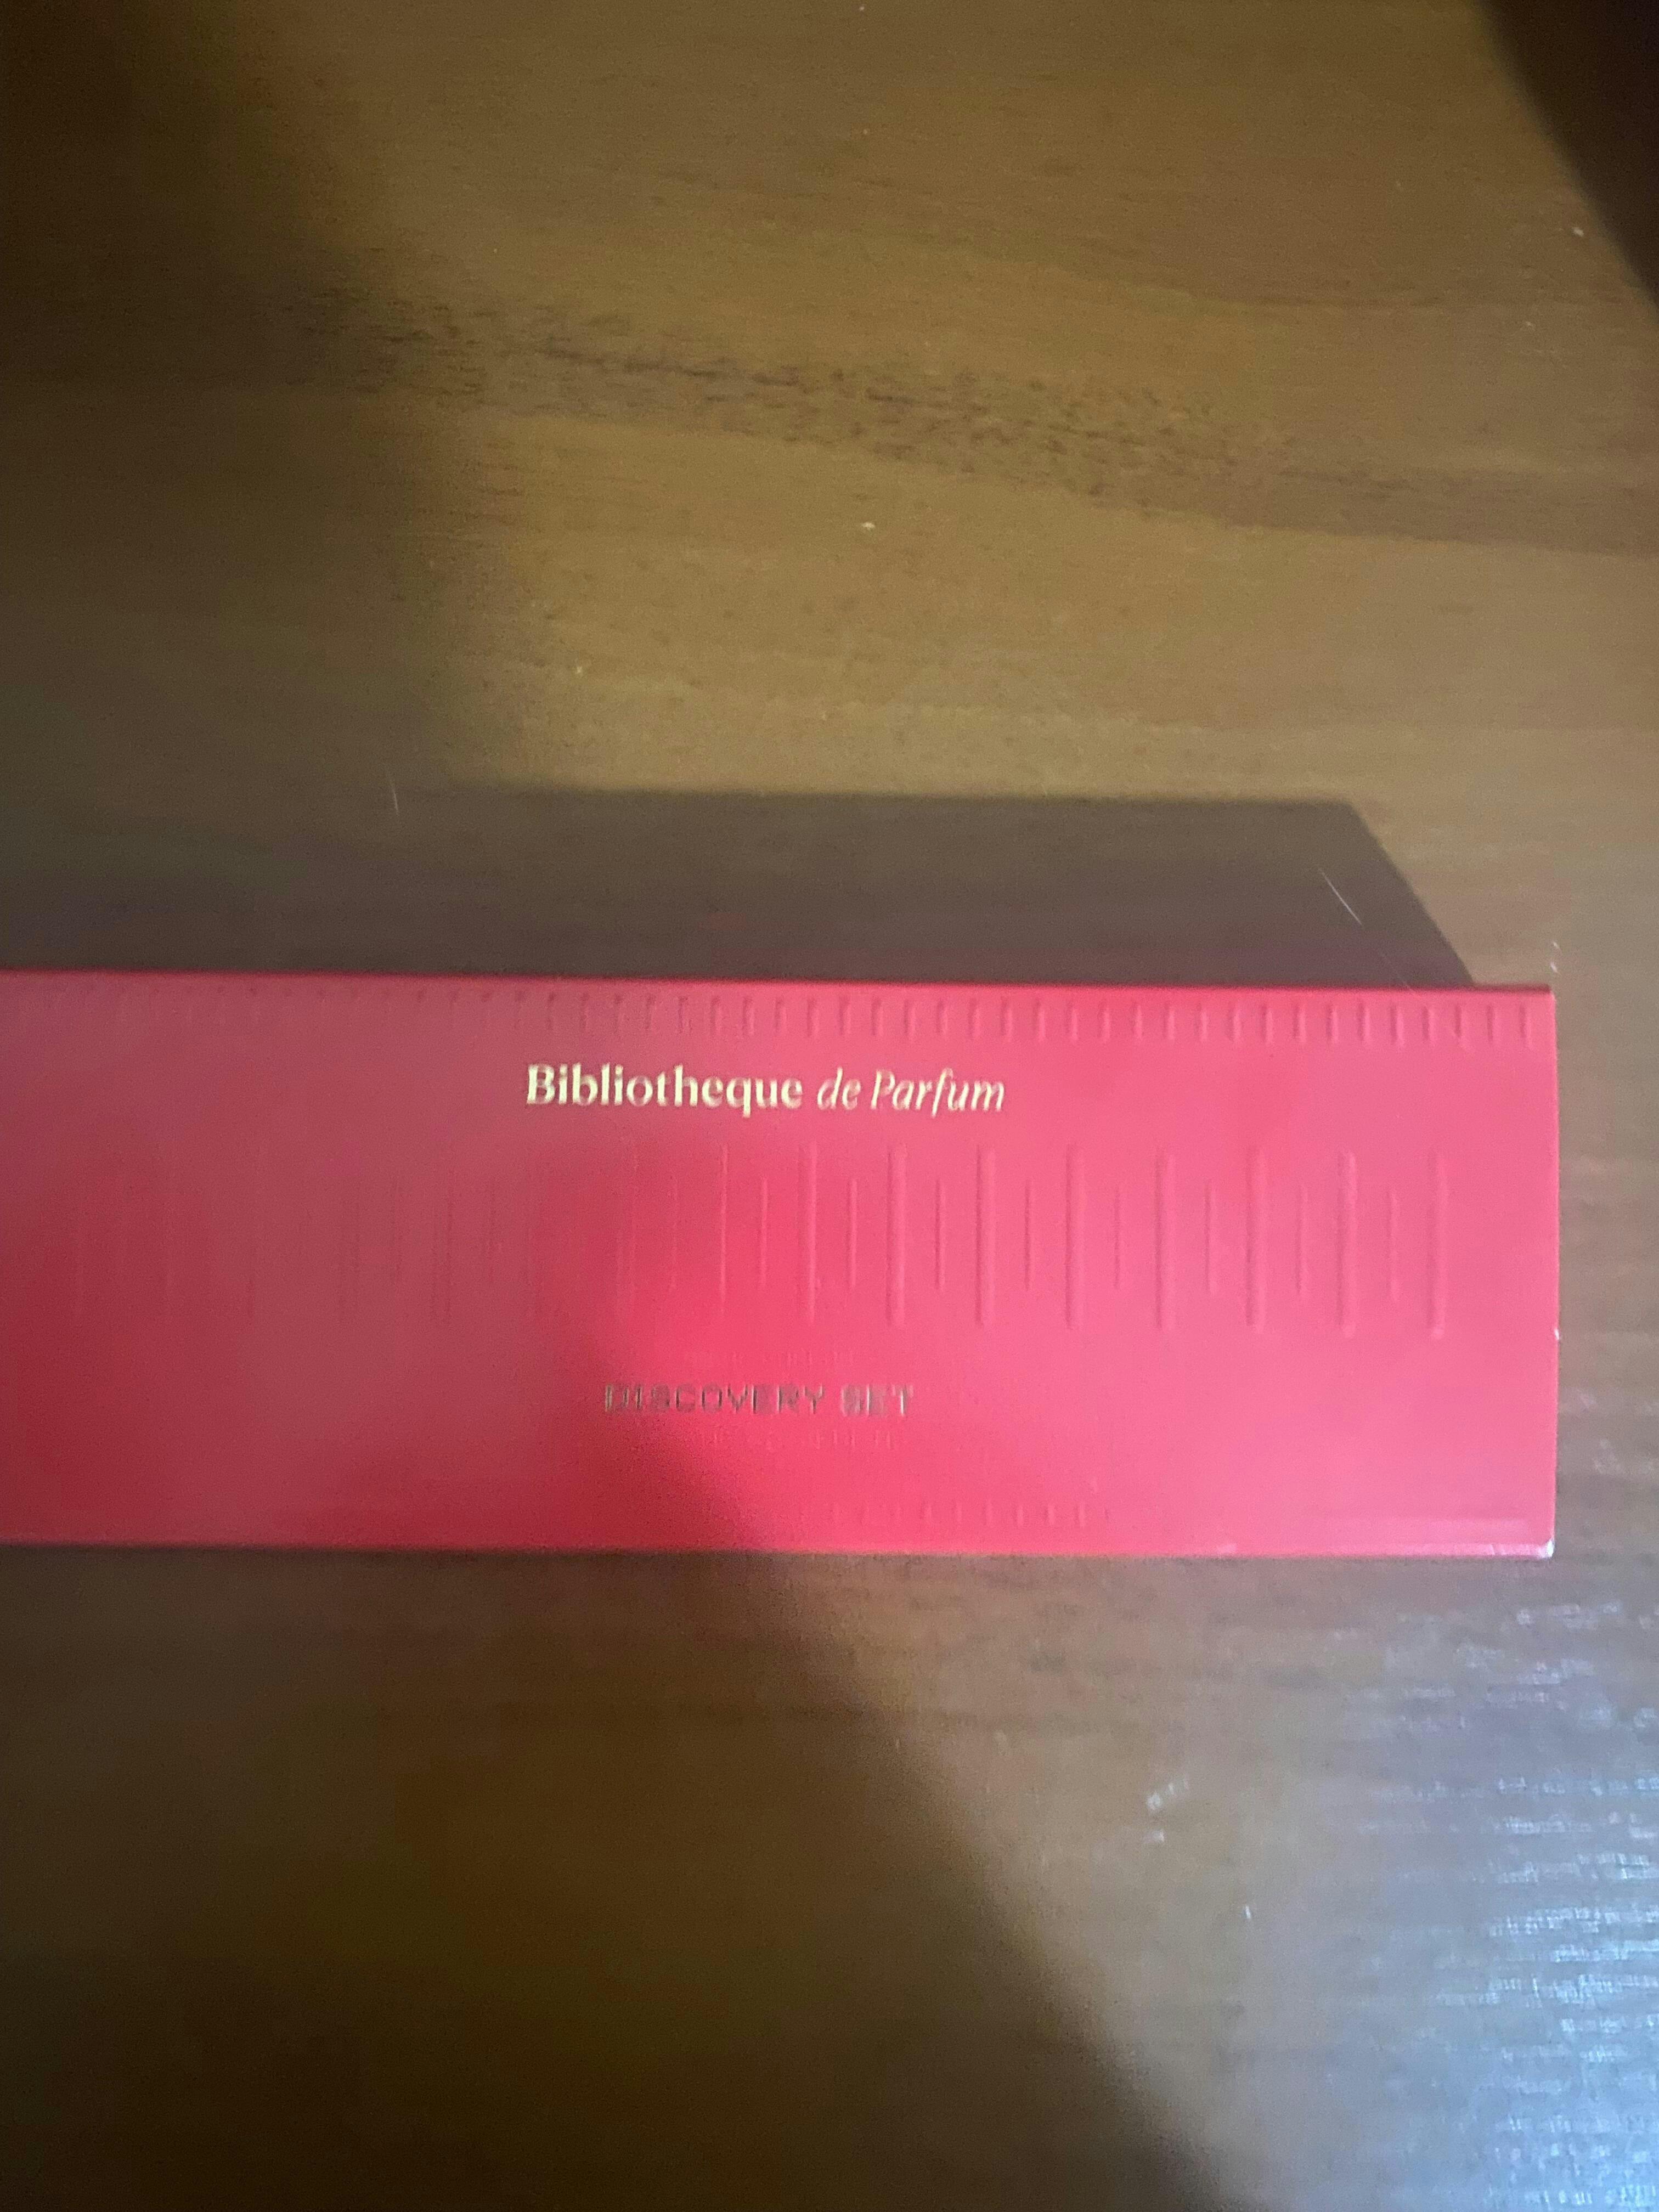 Bibliotheque de Parfum
DISCOVERY SET